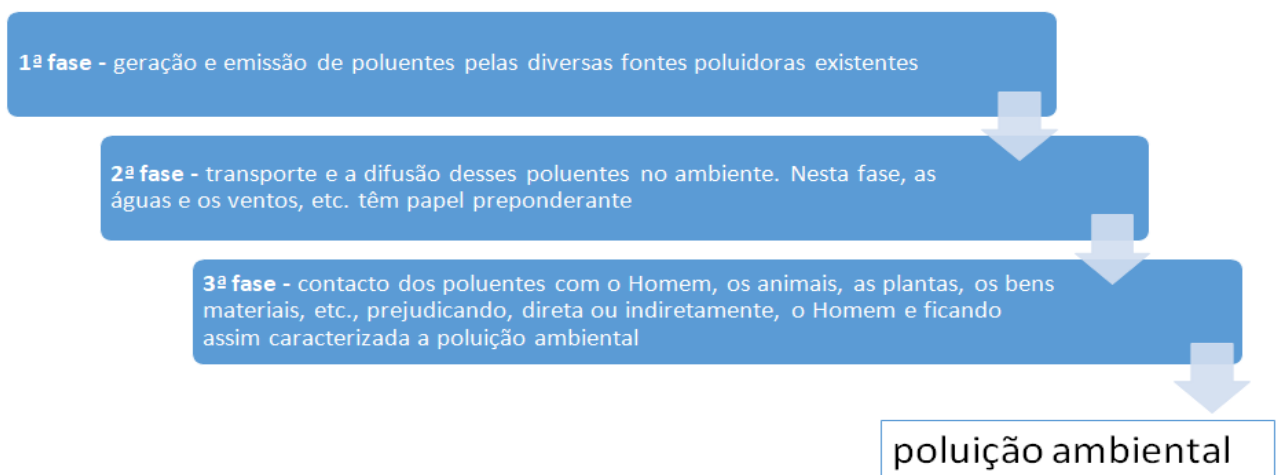 1ª fase - geração e emissão de poluentes pelas diversas fontes poluidoras existentes
2ª fase - transporte e a difusão desses poluentes no ambiente. Nesta fase, as
águas e os ventos, etc. têm papel preponderante
3ª fase - contacto dos poluentes com o Homem, os animais, as plantas, os bens
materiais, etc., prejudicando, direta ou indiretamente, o Homem e ficando
assim caracterizada a poluição ambiental
poluição ambiental